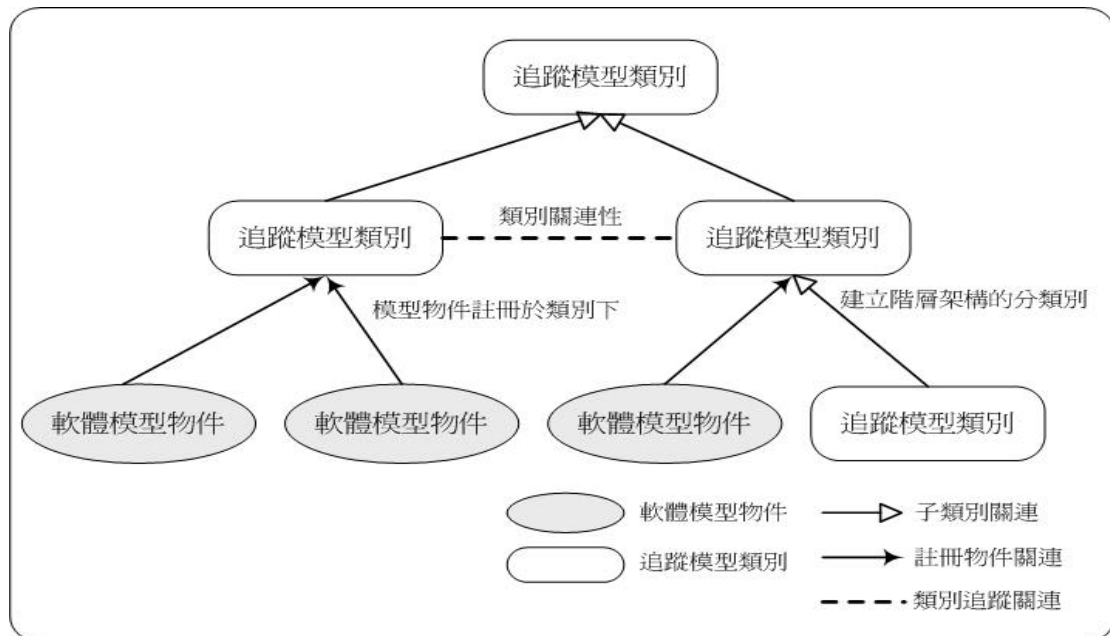 追蹤模型類別
追蹤模型類別
類別關連性
追蹤模型類別
模型物件註冊於類別下
建立階層架構的分類別
軟體模型物件
軟體模型物件
軟體模型物件
追蹤模型類別
軟體模型物件
子類別關連
追蹤模型類別
註冊物件關連
類別追蹤關連